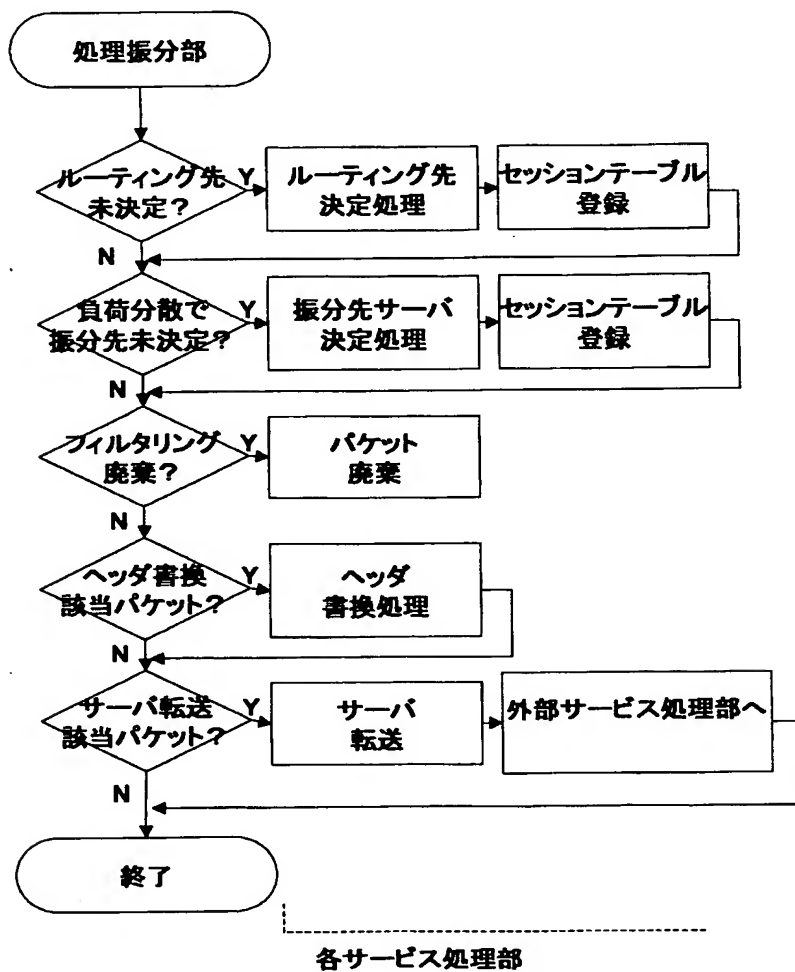 処理振分部
ルーティング先
未決定？
Y
ルーティング先
決定処理
セッションテーブル
登録
N
負荷分散で
振分先未決定？
Y
振分先サーバ
決定処理
セッションテーブル
登録
N
フィルタリング
廃棄？
Y
パケット
廃棄
N
ヘッダ書換
該当パケット？
Y
ヘッダ
書換処理
N
サーバ転送
該当パケット？
Y
サーバ
転送
外部サービス処理部へ
N
終了
各サービス処理部